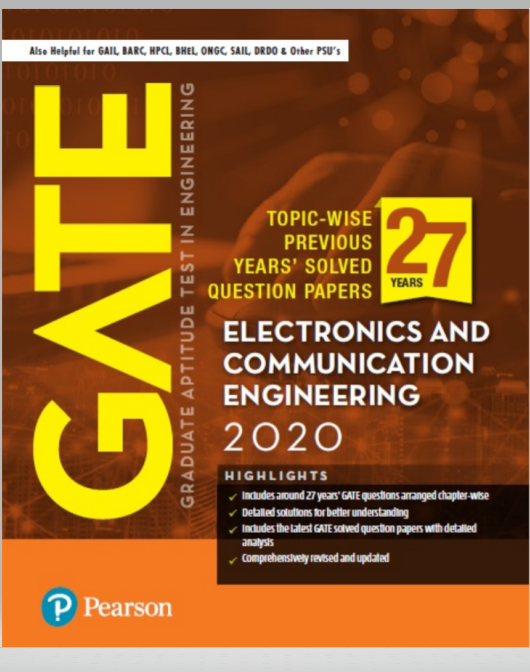 Also Helpful for GAIL, BARC, HPCL, BHEL, ONGC, SAIL, DRDO & Other PSU's
GATE
GRADUATE APTITUDE TEST IN ENGINEERING
TOPIC-WISE
PREVIOUS
YEARS' SOLVED
QUESTION PAPERS
27
YEARS
ELECTRONICS AND
COMMUNICATION
ENGINEERING
2020
HIGHLIGHTS
Includes around 27 years' GATE questions arranged chapter-wise
Detailed solutions for better understanding
Includes the latest GATE solved question papers with detailed
analysis
Comprehensively revised and updated
P Pearson